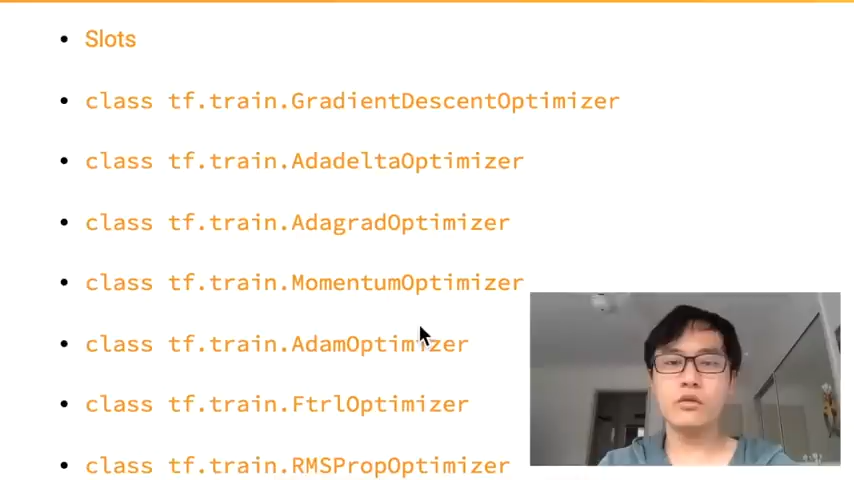 Slots
class tf.train.GradientDescentOptimizer
class tf.train.AdadeltaOptimizer
class tf.train.AdagradOptimizer
class tf.train.MomentumOptimizer
class tf.train.AdamOptimizer
class tf.train.FtrlOptimizer
class tf.train.RMSPropOptimizer